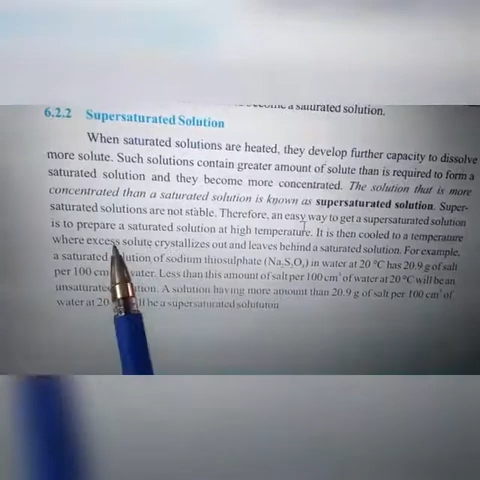 a saturated solution.
6.2.2 Supersaturated Solution
When saturated solutions are heated, they develop further capacity to dissolve
more solute. Such solutions contain greater amount of solute than is required to form a
saturated solution and they become more concentrated. The solution that is more
concentrated than a saturated solution is known as supersaturated solution. Super-
saturated solutions are not stable. Therefore, an easy way to get a supersaturated solution
is to prepare a saturated solution at high temperature. It is then cooled to a temperature
where excess solute crystallizes out and leaves behind a saturated solution. For example,
a saturated solution of sodium thiosulphate (Na₂S₂O₃) in water at 20 °C has 20.9 g of salt
per 100 cm water. Less than this amount of salt per 100 cm³ of water at 20 °C will be an
unsaturated solution. A solution having more amount than 20.9 g of salt per 100 cm³ of
water at 20 be a supersaturated solututon